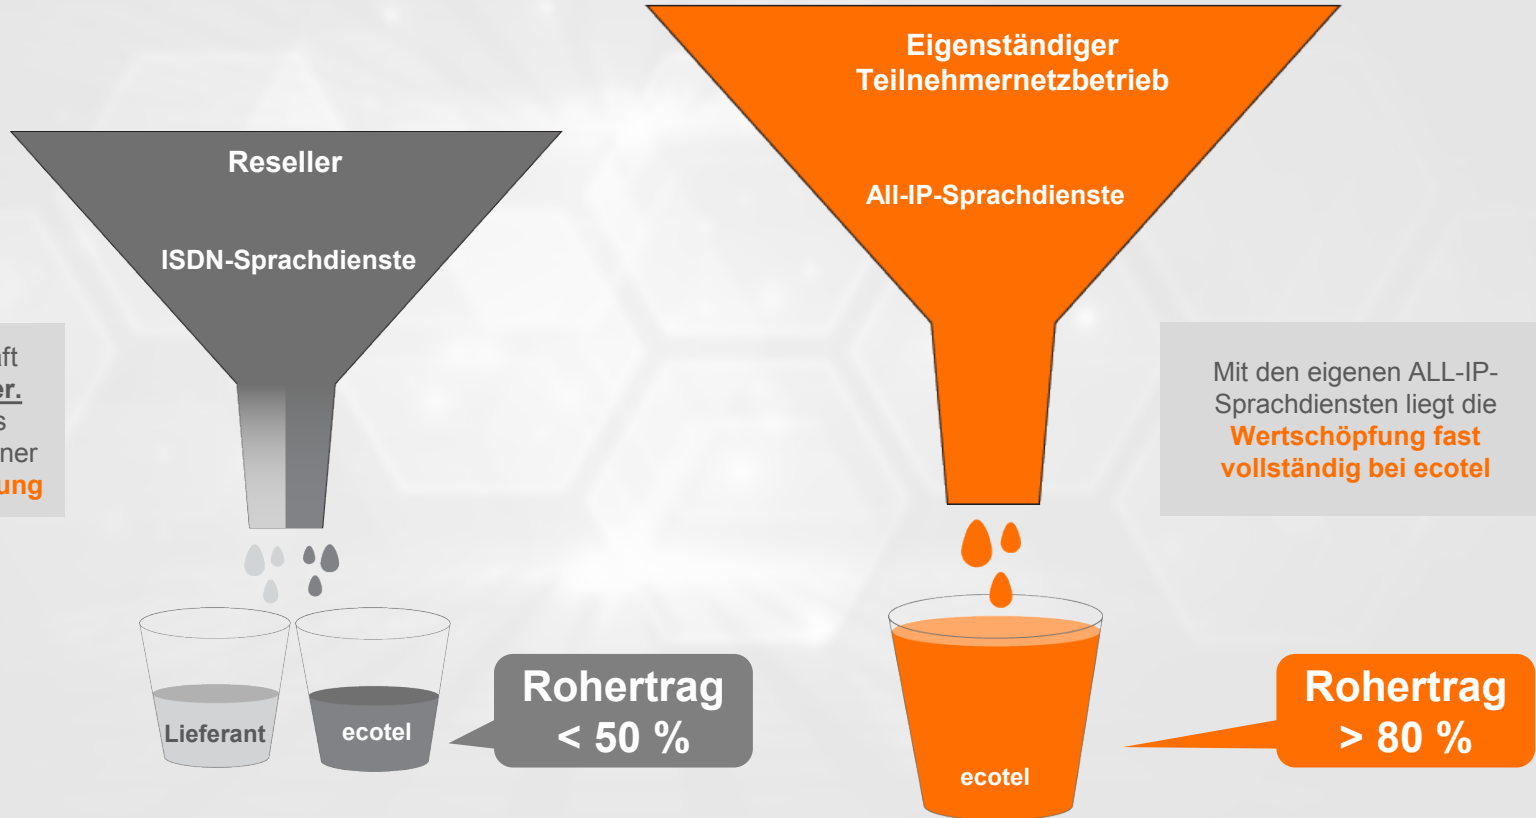 Eigenständiger
Teilnehmernetzbetrieb
All-IP-Sprachdienste
Reseller
ISDN-Sprachdienste
Mit den eigenen ALL-IP-
Sprachdiensten liegt die
Wertschöpfung fast
vollständig bei ecotel
Lieferant
ecotel
Rohertrag
< 50 %
ecotel
Rohertrag
> 80 %